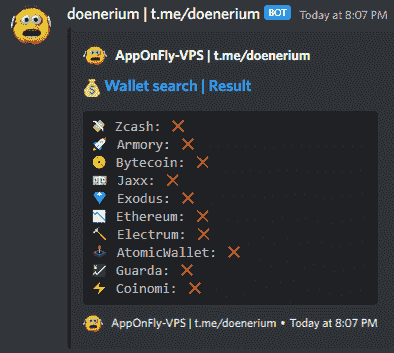 doenerium | t.me/doenerium BOT Today at 8:07 PM
AppOnFly-VPS | t.me/doenerium
Wallet search | Result
Zcash: ❌
Armory: ❌
Bytecoin: ❌
Jaxx: ❌
Exodus: ❌
Ethereum: ❌
Electrum: ❌
AtomicWallet: ❌
Guarda: ❌
Coinomi: ❌
AppOnFly-VPS | t.me/doenerium • Today at 8:07 PM